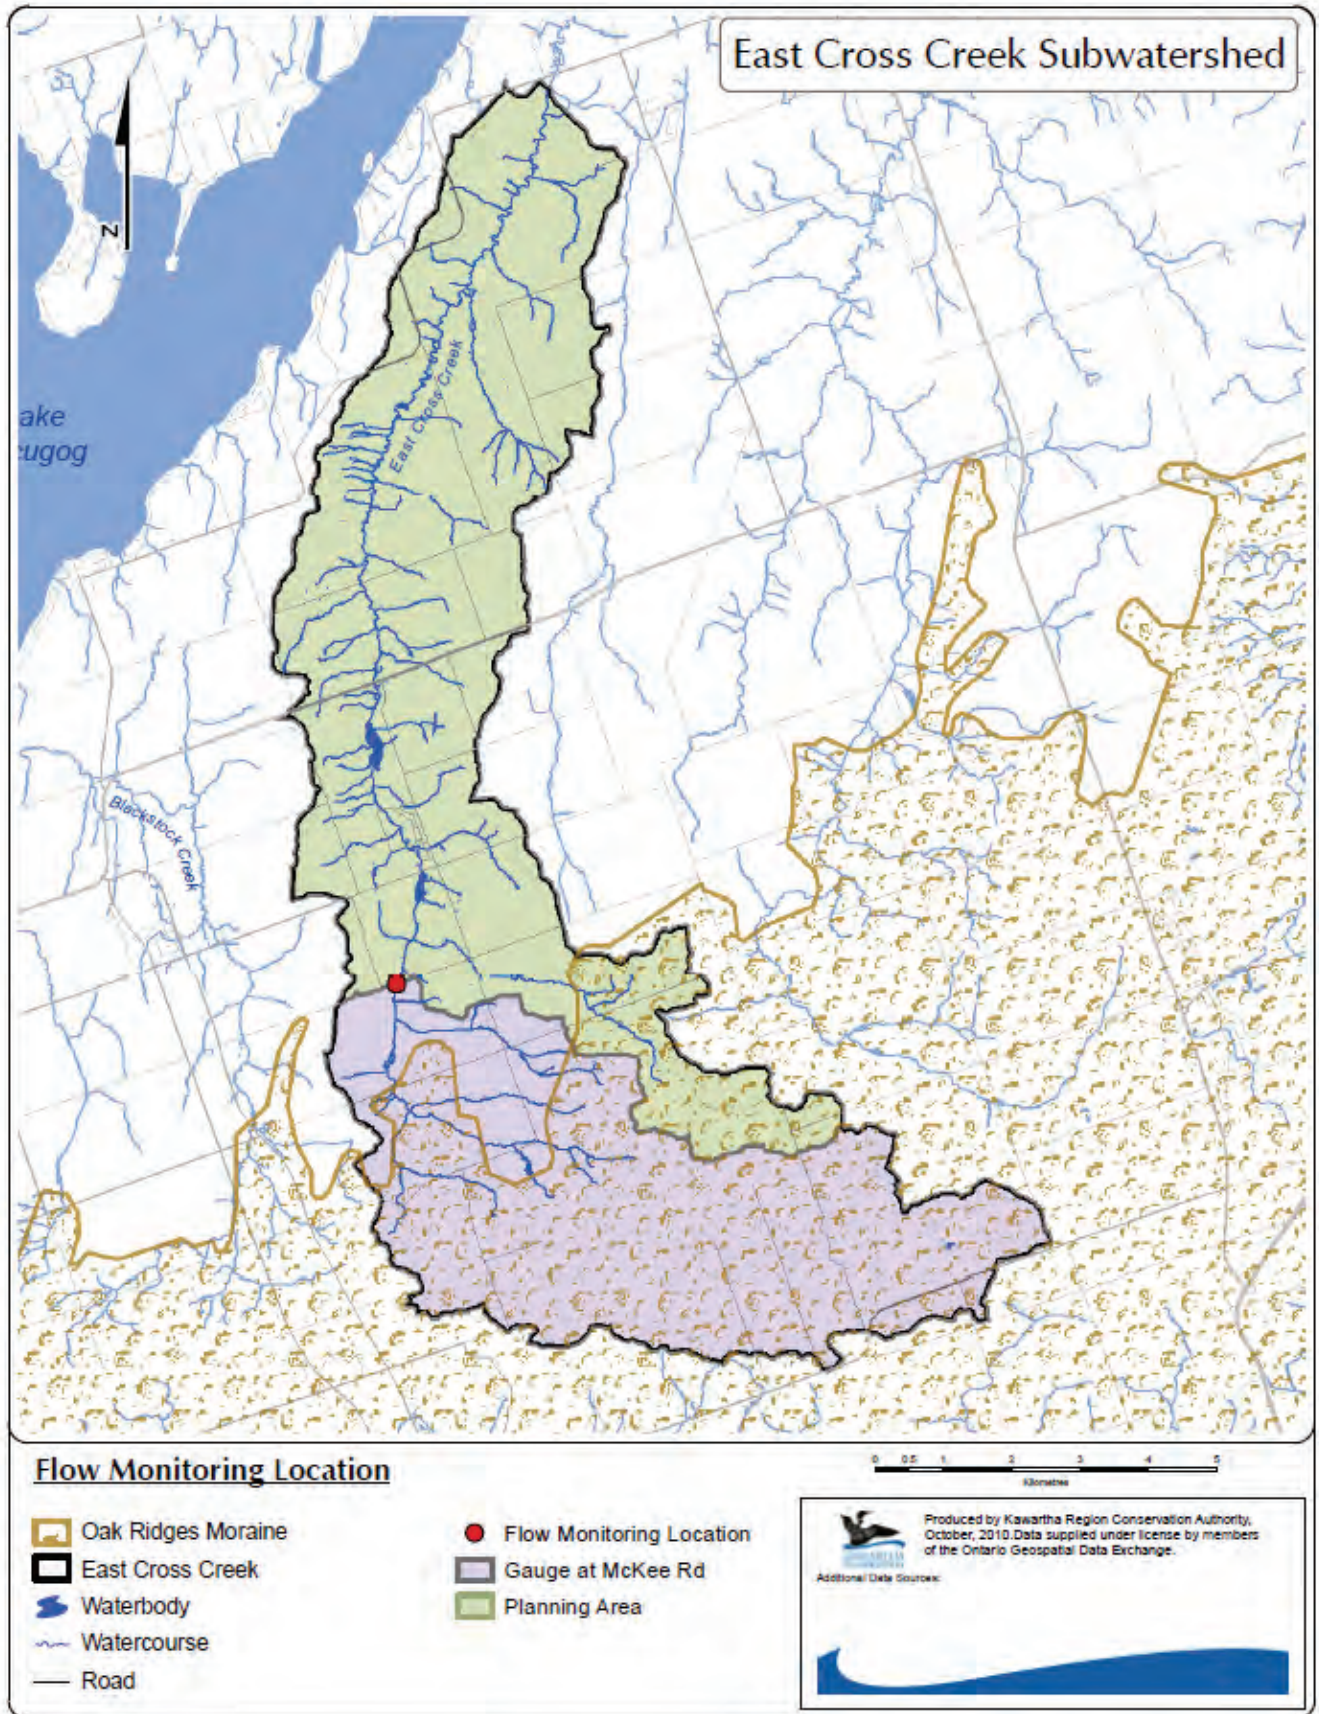 East Cross Creek Subwatershed
N
East Cross Creek
ake
cugog
Blackstock Creek
Flow Monitoring Location
Oak Ridges Moraine
East Cross Creek
Waterbody
Watercourse
Road
Flow Monitoring Location
Gauge at McKee Rd
Planning Area
0 0.5 1 2 3 4 5
Kilometres
Produced by Kawartha Region Conservation Authority,
October, 2010.Data supplied under license by members
of the Ontario Geospatial Data Exchange.
Additional Data Sources: